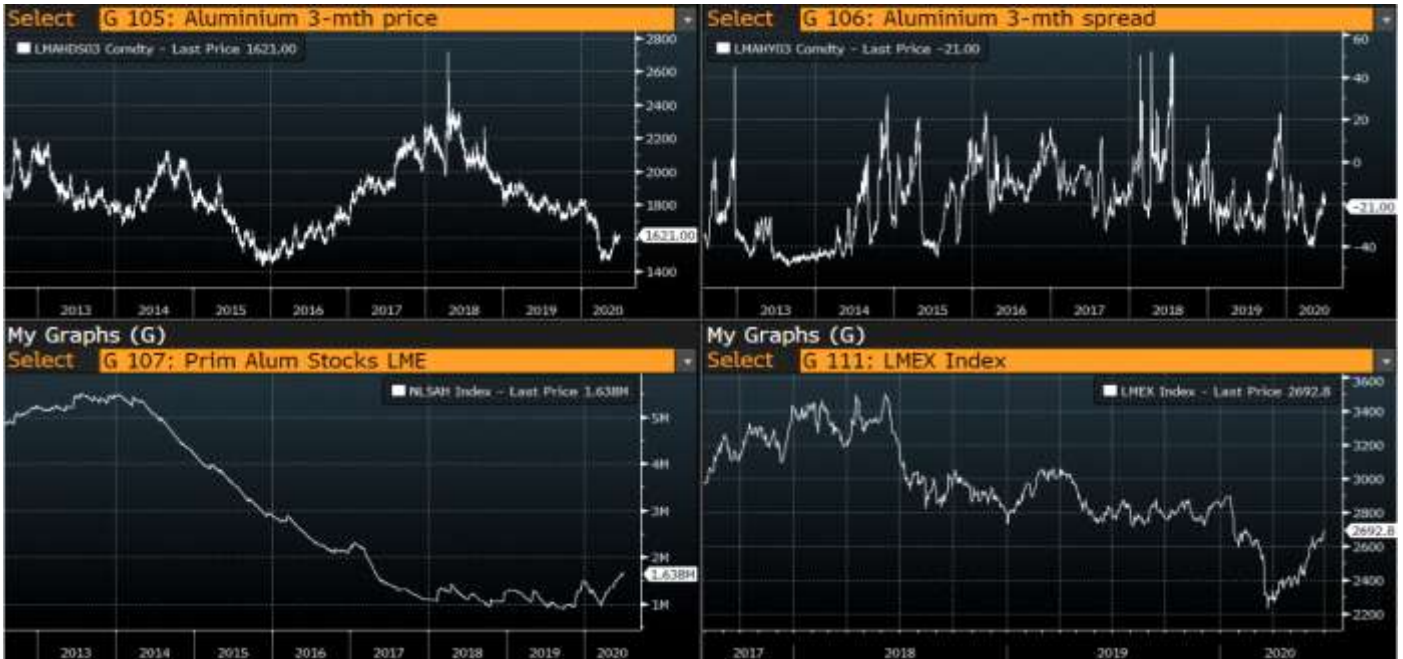 Select G 105: Aluminium 3-mth price
LMAHDS03 Comdty - Last Price 1621.00
2800
2600
2400
2200
2000
1800
1621.00
1400
2013 2014 2015 2016 2017 2018 2019 2020
Select G 106: Aluminium 3-mth spread
LMAHY03 Comdty - Last Price -21.00
60
40
20
0
-21.00
-40
2013 2014 2015 2016 2017 2018 2019 2020
My Graphs (G)
Select G 107: Prim Alum Stocks LME
NLSAH Index - Last Price 1.638M
5M
4M
3M
2M
1.638M
1M
2013 2014 2015 2016 2017 2018 2019 2020
My Graphs (G)
Select G 111: LMEX Index
LMEX Index - Last Price 2692.8
3600
3400
3200
3000
2800
2692.8
2600
2400
2200
2017 2018 2019 2020